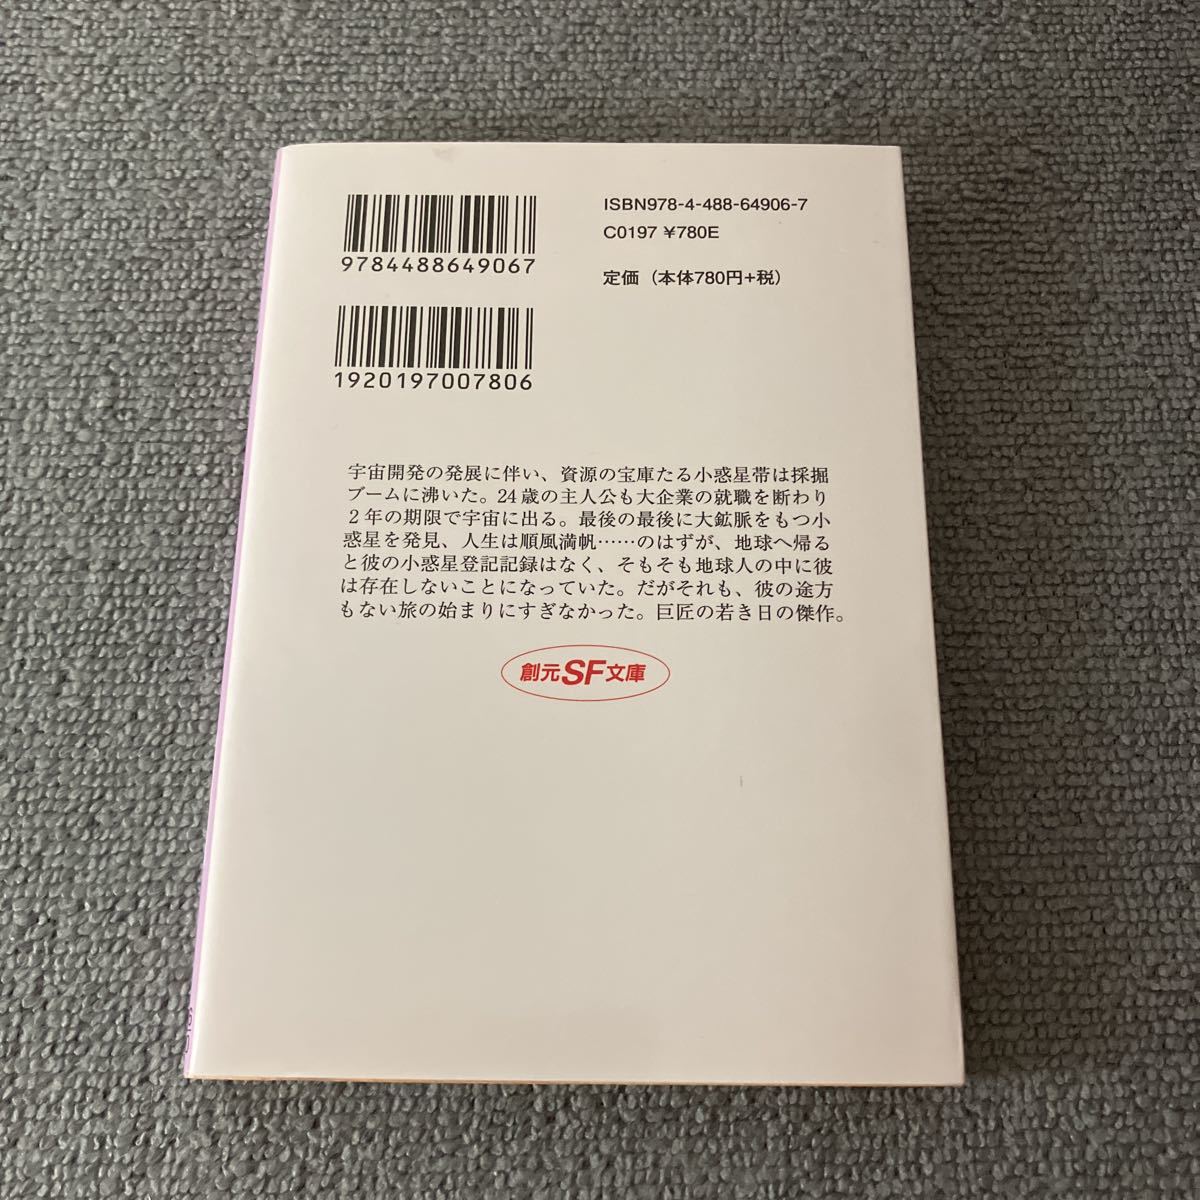 ISBN978-4-488-64906-7
C0197 ¥780E
定価（本体780円+税）
9784488649067
1920197007806
宇宙開発の発展に伴い、資源の宝庫たる小惑星帯は採掘
ブームに沸いた。24歳の主人公も大企業の就職を断わり
2年の期限で宇宙に出る。最後の最後に大鉱脈をもつ小
惑星を発見、人生は順風満帆……のはずが、地球へ帰る
と彼の小惑星登記記録はなく、そもそも地球人の中に彼
は存在しないことになっていた。だがそれも、彼の途方
もない旅の始まりにすぎなかった。巨匠の若き日の傑作。
創元SF文庫